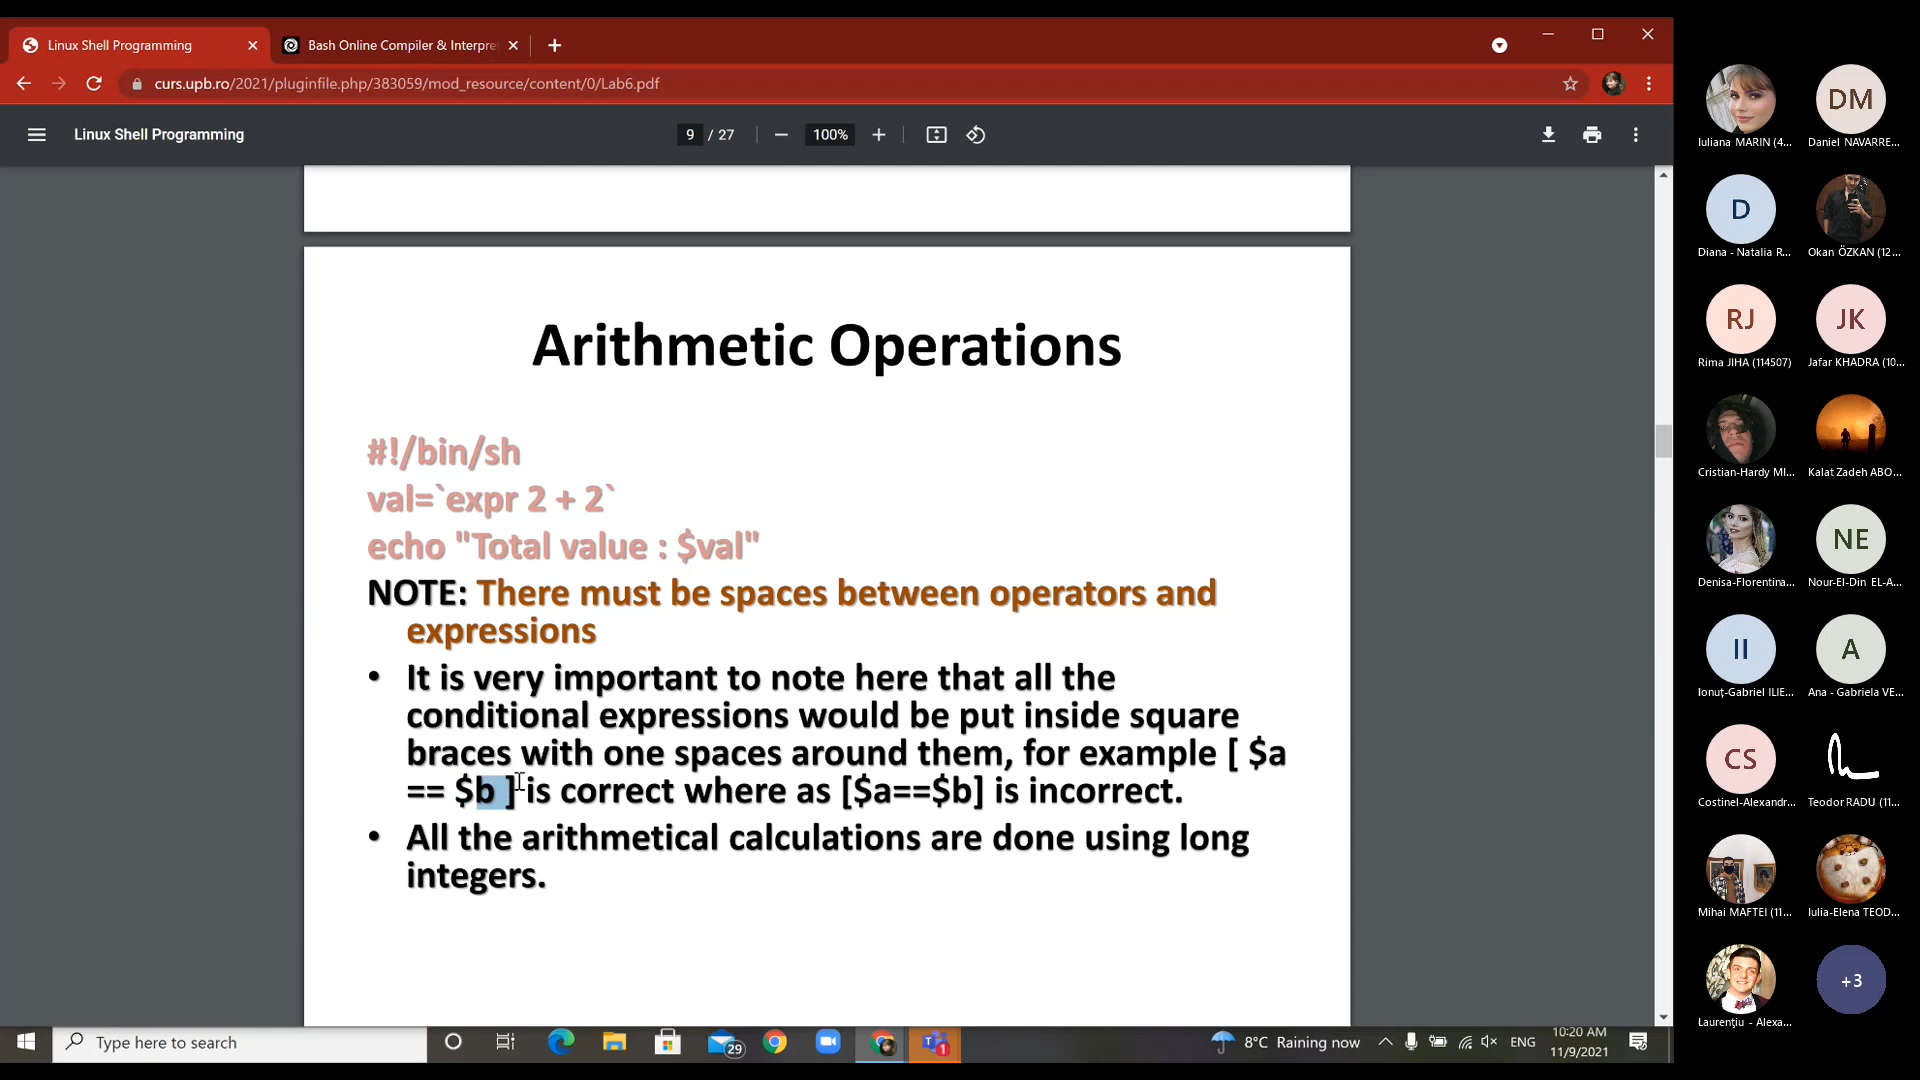 Linux Shell Programming
Bash Online Compiler & Interpre
curs.upb.ro/2021/pluginfile.php/383059/mod_resource/content/0/Lab6.pdf
Linux Shell Programming
9 / 27
100%
Arithmetic Operations
#!/bin/sh
val=`expr 2 + 2`
echo "Total value : $val"
NOTE: There must be spaces between operators and
expressions
• It is very important to note here that all the
conditional expressions would be put inside square
braces with one spaces around them, for example [ $a
== $b ] is correct where as [$a==$b] is incorrect.
• All the arithmetical calculations are done using long
integers.
DM
Iuliana MARIN (4...
Daniel NAVARRE...
D
Diana - Natalia R...
Okan ÖZKAN (12...
RJ
JK
Rima JIHA (114507)
Jafar KHADRA (10...
Cristian-Hardy MI...
Kalat Zadeh ABO...
NE
Denisa-Florentina...
Nour-El-Din EL-A...
II
A
Ionuț-Gabriel ILIE...
Ana - Gabriela VE...
CS
Costinel-Alexandr...
Teodor RADU (11...
Mihai MAFTEI (11...
Iulia-Elena TEOD...
+3
Laurențiu - Alexa...
Type here to search
29
1
8°C Raining now
ENG
10:20 AM
11/9/2021